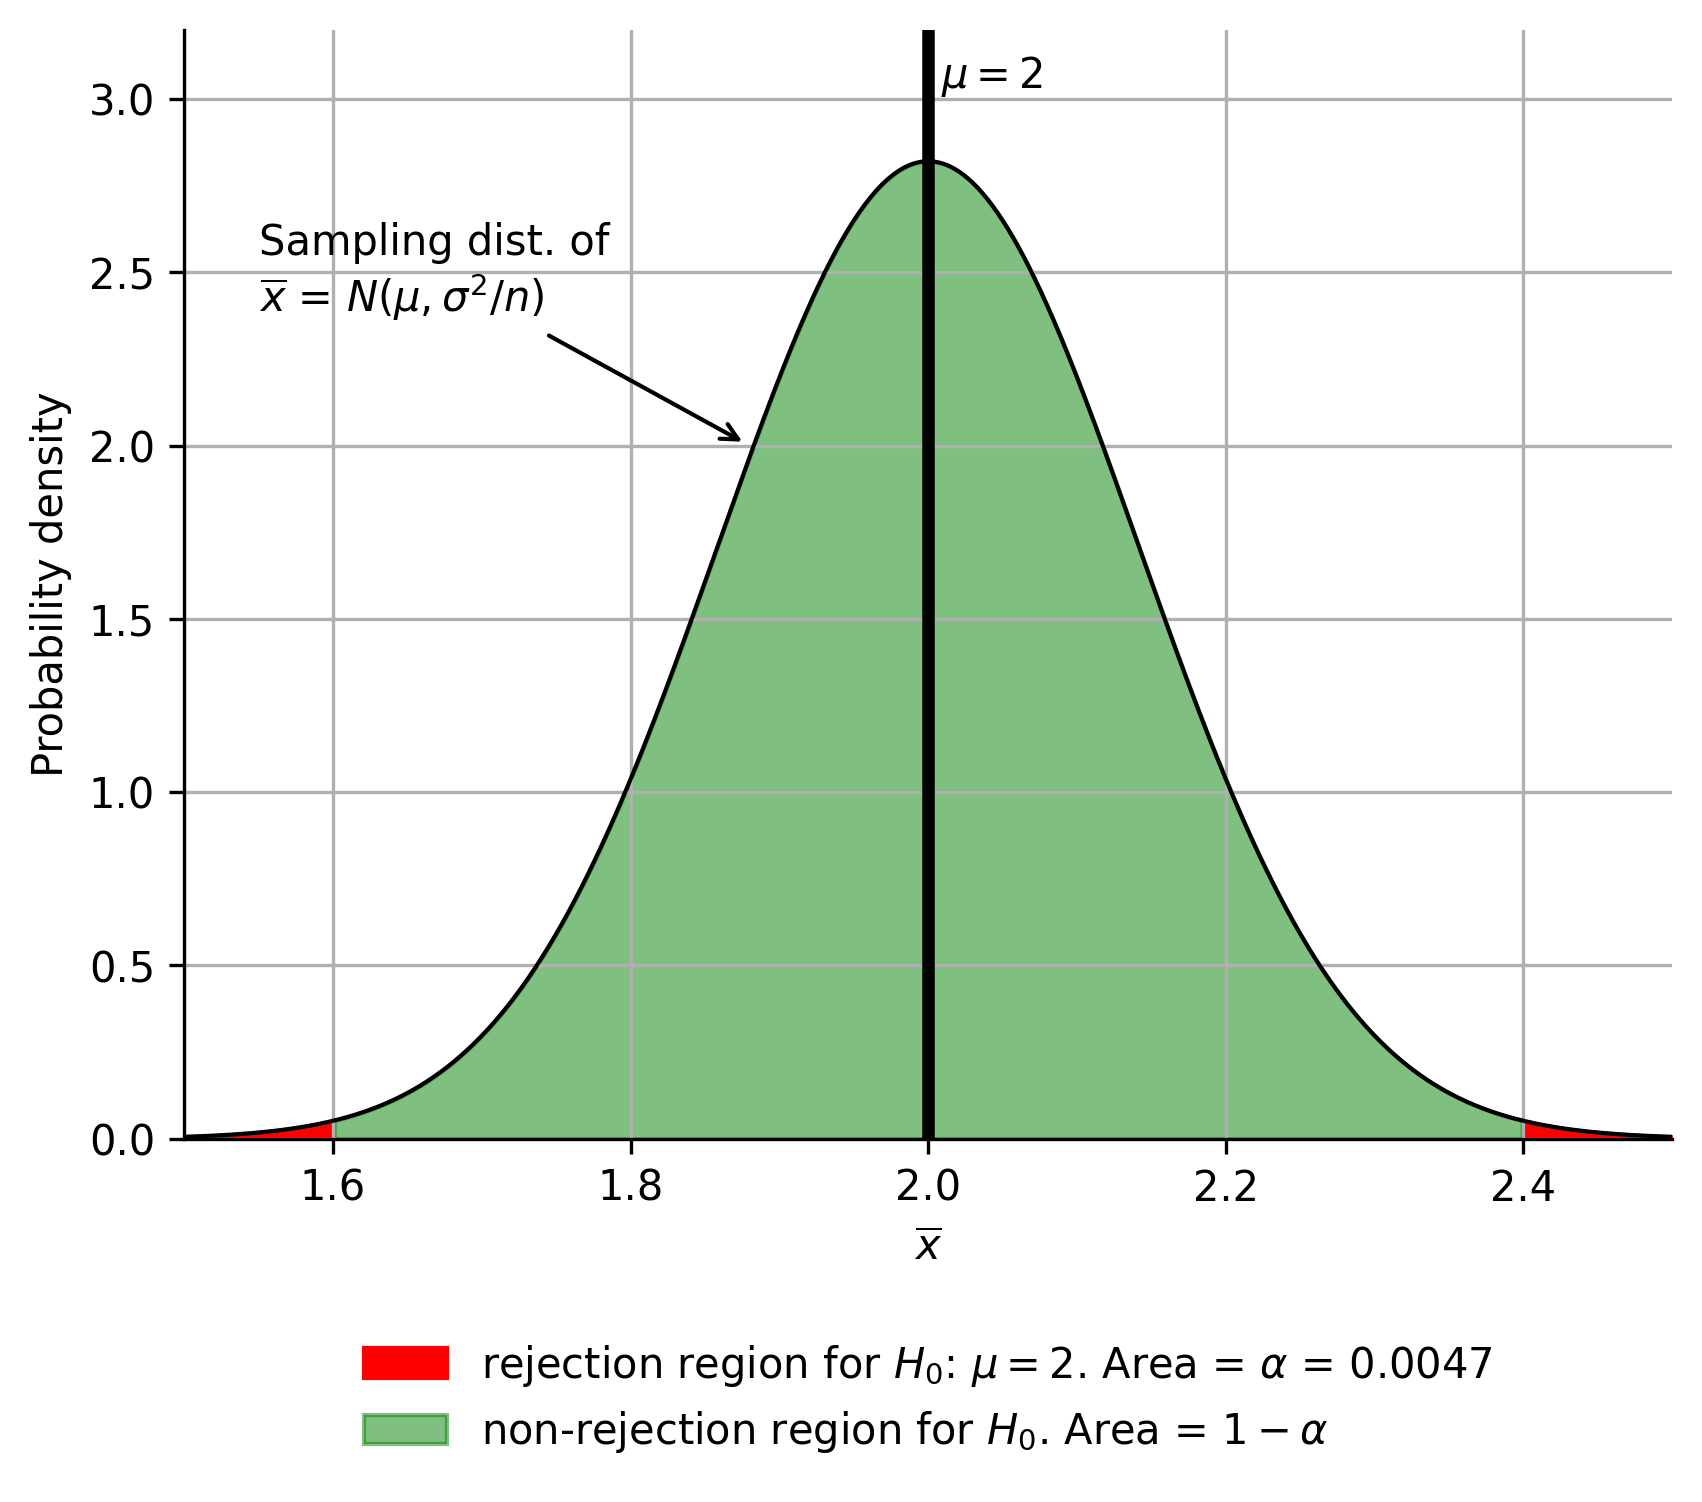 μ = 2
Sampling dist. of
x̅ = N(μ, σ²/n)
Probability density
3.0
2.5
2.0
1.5
1.0
0.5
0.0
1.6 1.8 2.0 2.2 2.4
x̅
rejection region for H₀: μ = 2. Area = α = 0.0047
non-rejection region for H₀. Area = 1 − α